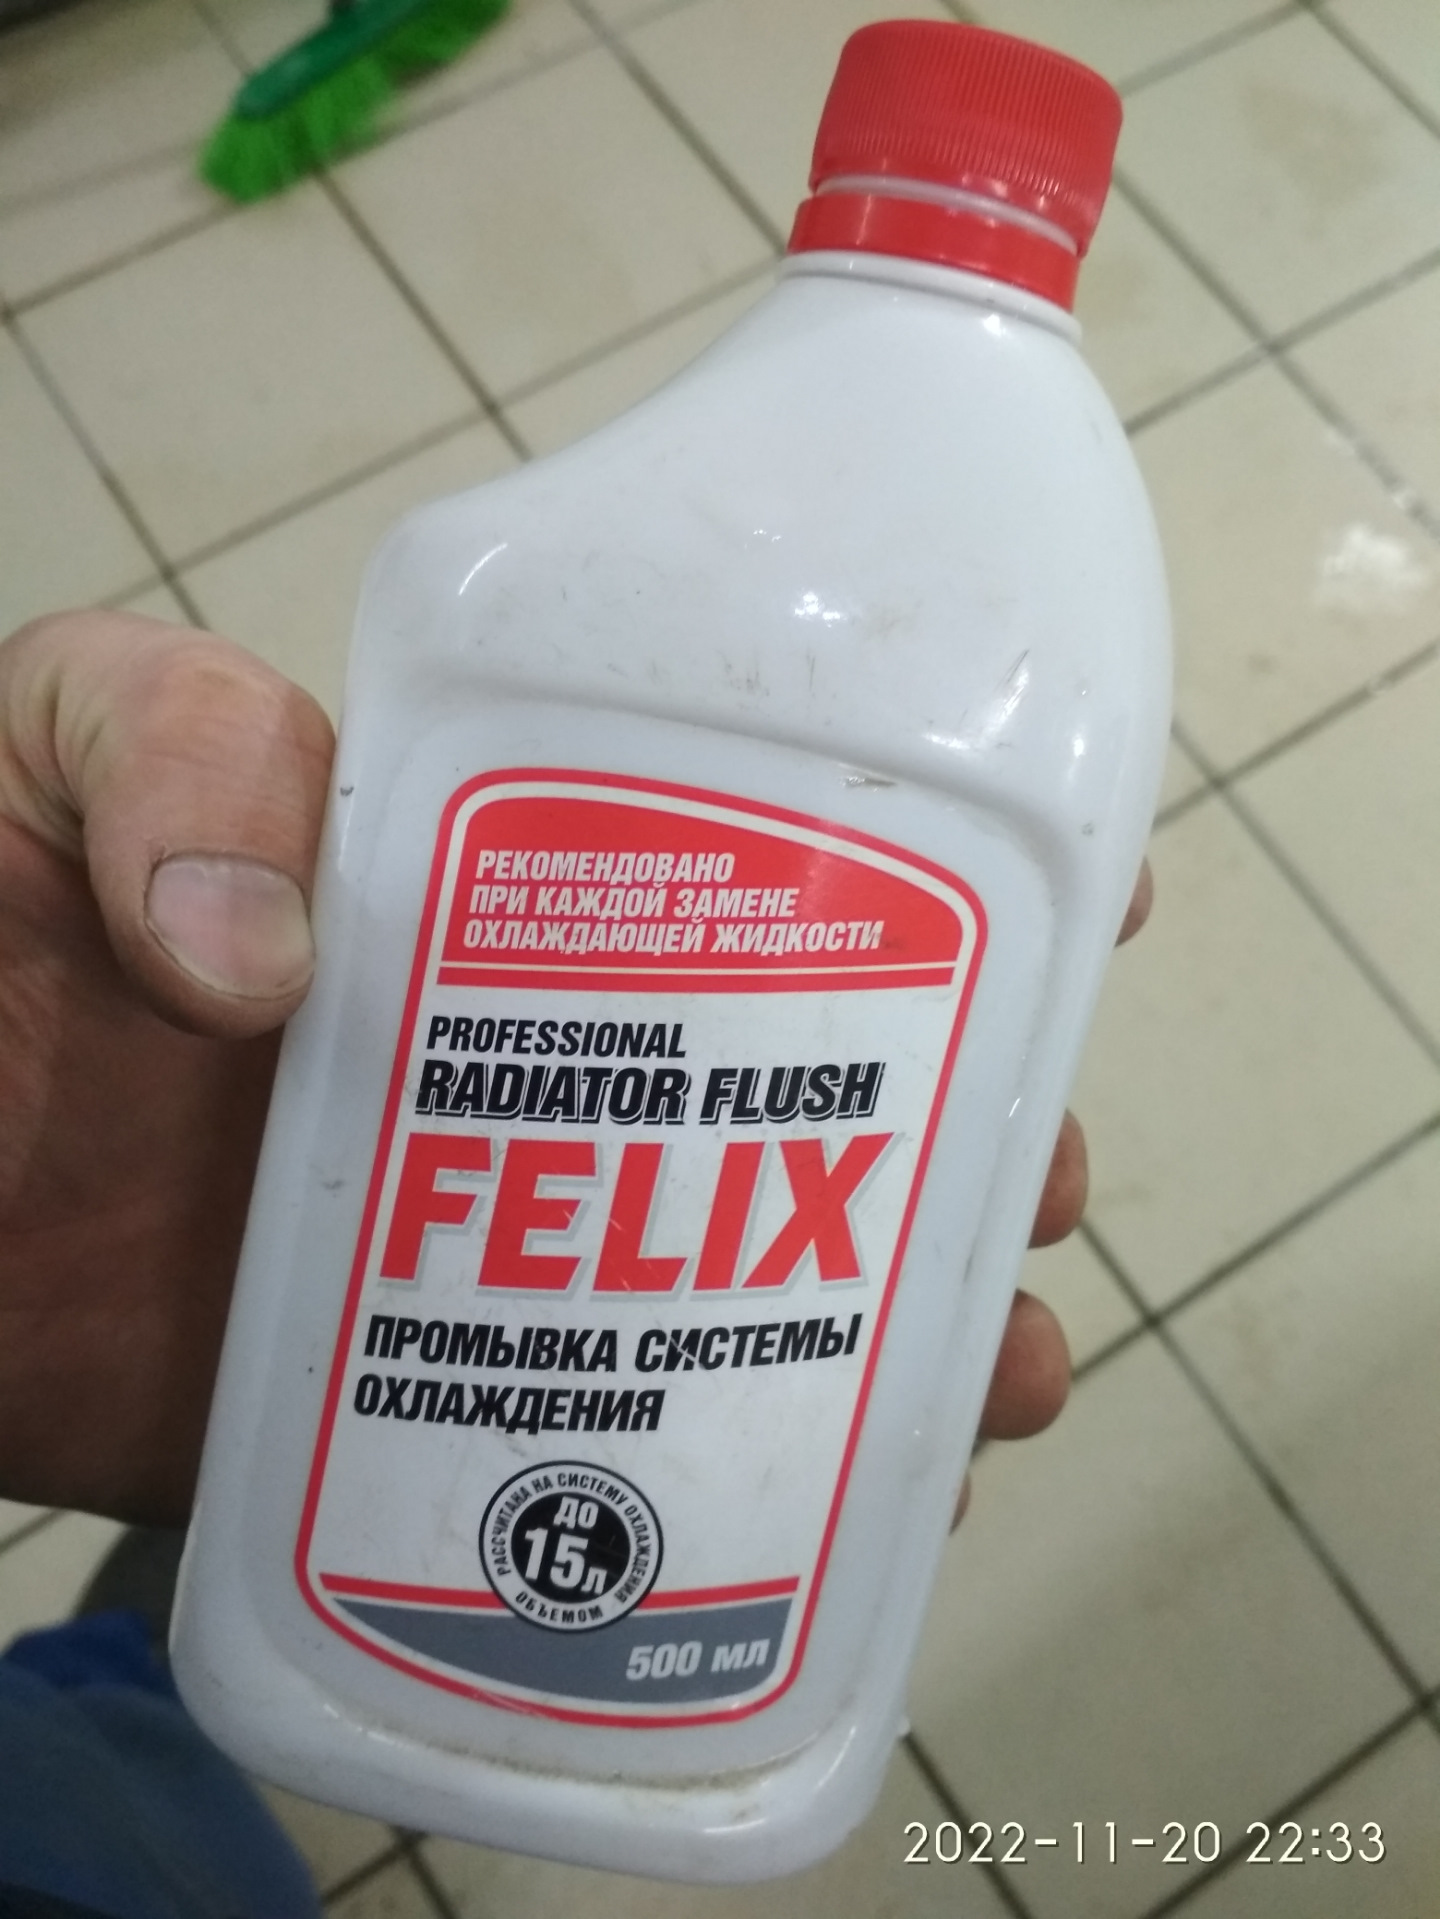 РЕКОМЕНДОВАНО
ПРИ КАЖДОЙ ЗАМЕНЕ
ОХЛАЖДАЮЩЕЙ ЖИДКОСТИ
PROFESSIONAL
RADIATOR FLUSH
FELIX
ПРОМЫВКА СИСТЕМЫ
ОХЛАЖДЕНИЯ
РАССЧИТАНА НА СИСТЕМУ ОХЛАЖДЕНИЯ
ДО
15л
ОБЪЕМОМ
500 мл
2022-11-20 22:33